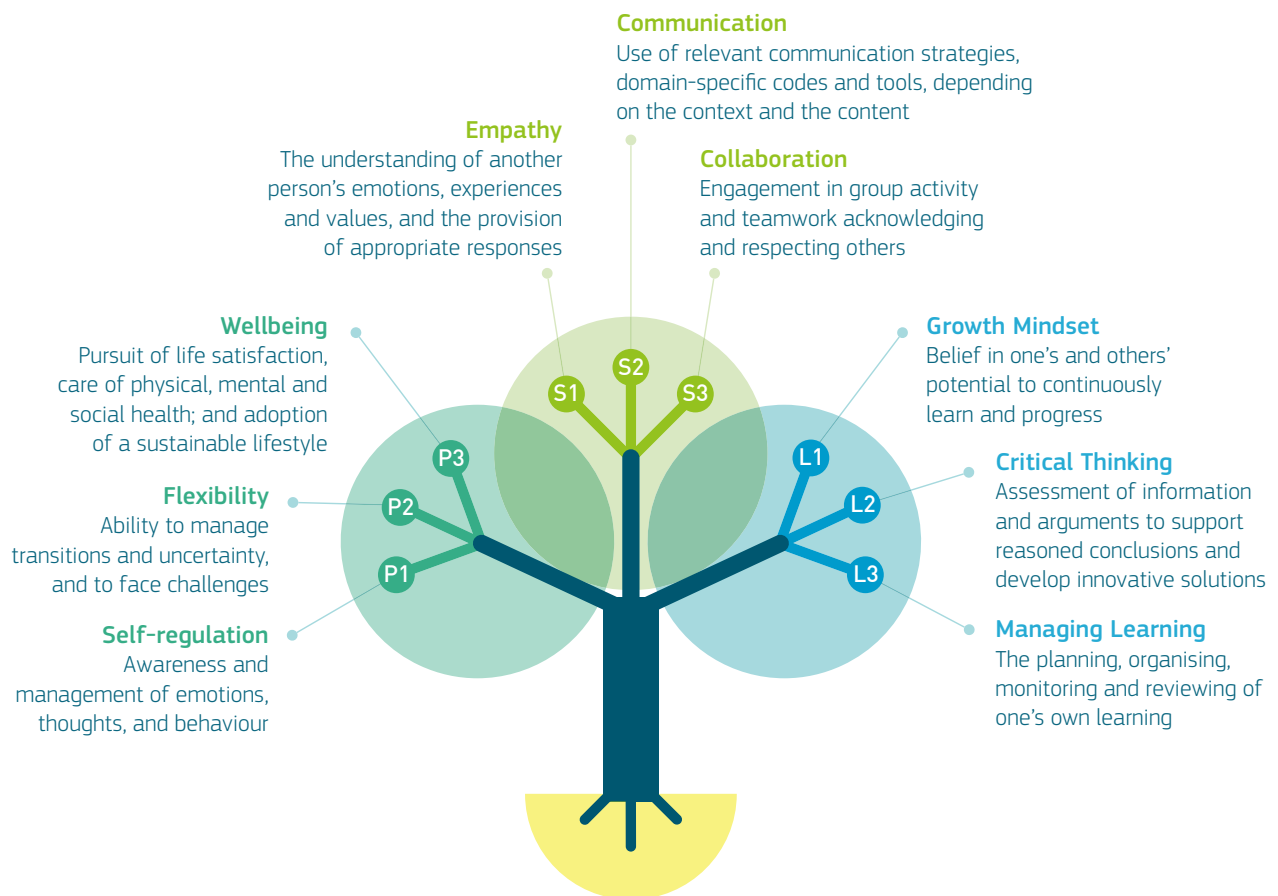 Communication
Use of relevant communication strategies,
domain-specific codes and tools, depending
on the context and the content
Empathy
The understanding of another
person's emotions, experiences
and values, and the provision
of appropriate responses
Collaboration
Engagement in group activity
and teamwork acknowledging
and respecting others
Wellbeing
Pursuit of life satisfaction,
care of physical, mental and
social health; and adoption
of a sustainable lifestyle
Flexibility
Ability to manage
transitions and uncertainty,
and to face challenges
Self-regulation
Awareness and
management of emotions,
thoughts, and behaviour
Growth Mindset
Belief in one's and others'
potential to continuously
learn and progress
Critical Thinking
Assessment of information
and arguments to support
reasoned conclusions and
develop innovative solutions
Managing Learning
The planning, organising,
monitoring and reviewing of
one's own learning
S1
S2
S3
P3
P2
P1
L1
L2
L3